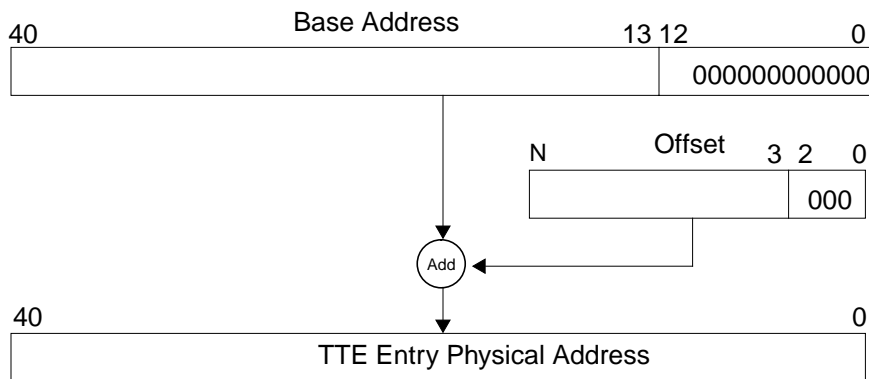 Base Address
40 13 12 0
000000000000
N Offset 3 2 0
000
Add
40 0
TTE Entry Physical Address